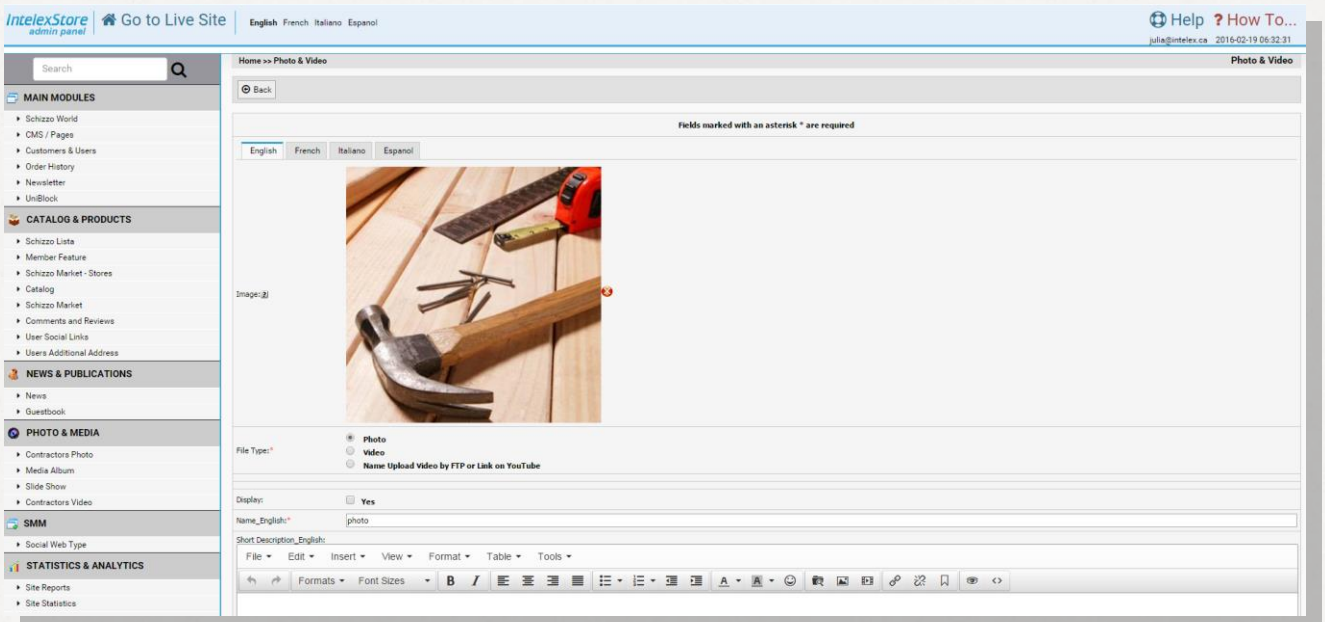 IntelexStore
admin panel
Go to Live Site
English French Italiano Espanol
Help ? How To...
julia@intelex.ca 2016-02-19 06:32:31
Search
MAIN MODULES
Schizzo World
CMS / Pages
Customers & Users
Order History
Newsletter
UniBlock
CATALOG & PRODUCTS
Schizzo Lista
Member Feature
Schizzo Market - Stores
Catalog
Schizzo Market
Comments and Reviews
User Social Links
Users Additional Address
NEWS & PUBLICATIONS
News
Guestbook
PHOTO & MEDIA
Contractors Photo
Media Album
Slide Show
Contractors Video
SMM
Social Web Type
STATISTICS & ANALYTICS
Site Reports
Site Statistics
Home >> Photo & Video
Photo & Video
Back
Fields marked with an asterisk * are required
English French Italiano Espanol
Image:
File Type:*
Photo
Video
Name Upload Video by FTP or Link on YouTube
Display:
Yes
Name_English:*
photo
Short Description_English:
File Edit Insert View Format Table Tools
Formats Font Sizes B I A A